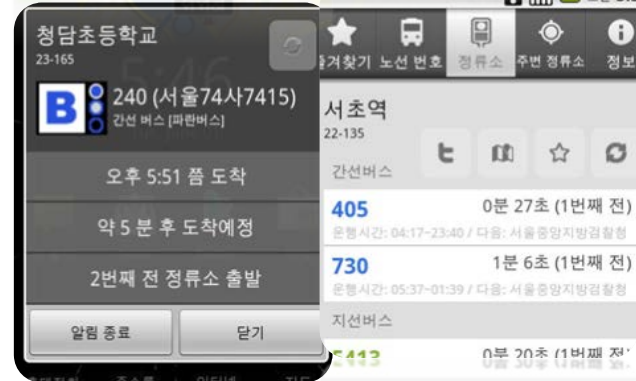 청담초등학교
23-165
5:46
B
240 (서울74사7415)
간선 버스 [파란버스]
오후 5:51 쯤 도착
약 5 분 후 도착예정
2번째 전 정류소 출발
알림 종료
닫기
겨찾기
노선 번호
정류소
주변 정류소
정보
서초역
22-135
간선버스
405
0분 27초 (1번째 전)
운행시간: 04:17~23:40 / 다음: 서울중앙지방검찰청
730
1분 6초 (1번째 전)
운행시간: 05:37~01:39 / 다음: 서울중앙지방검찰청
지선버스
5413
0분 20초 (1번째 전)